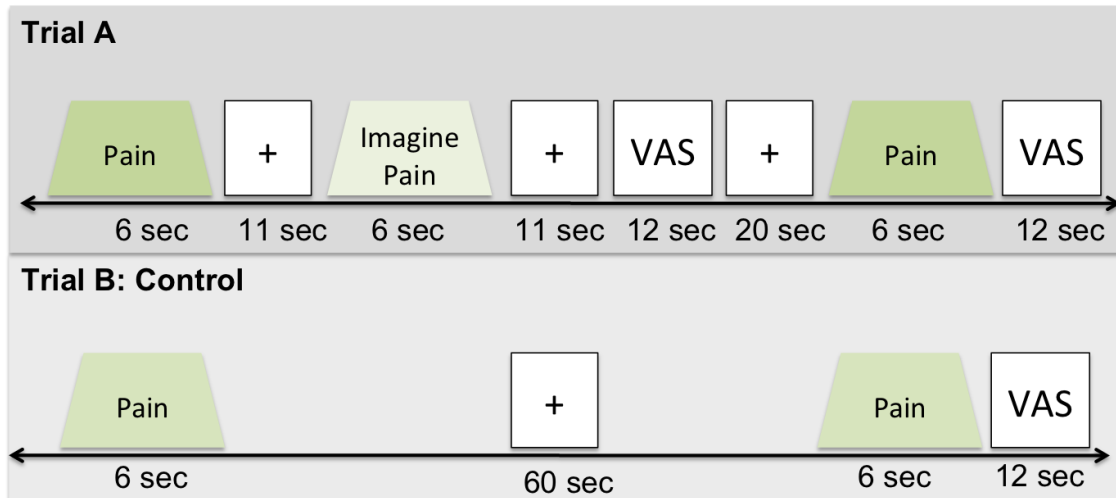 Trial A
Pain
+
Imagine
Pain
+
VAS
+
Pain
VAS
6 sec
11 sec
6 sec
11 sec
12 sec
20 sec
6 sec
12 sec
Trial B: Control
Pain
+
Pain
VAS
6 sec
60 sec
6 sec
12 sec